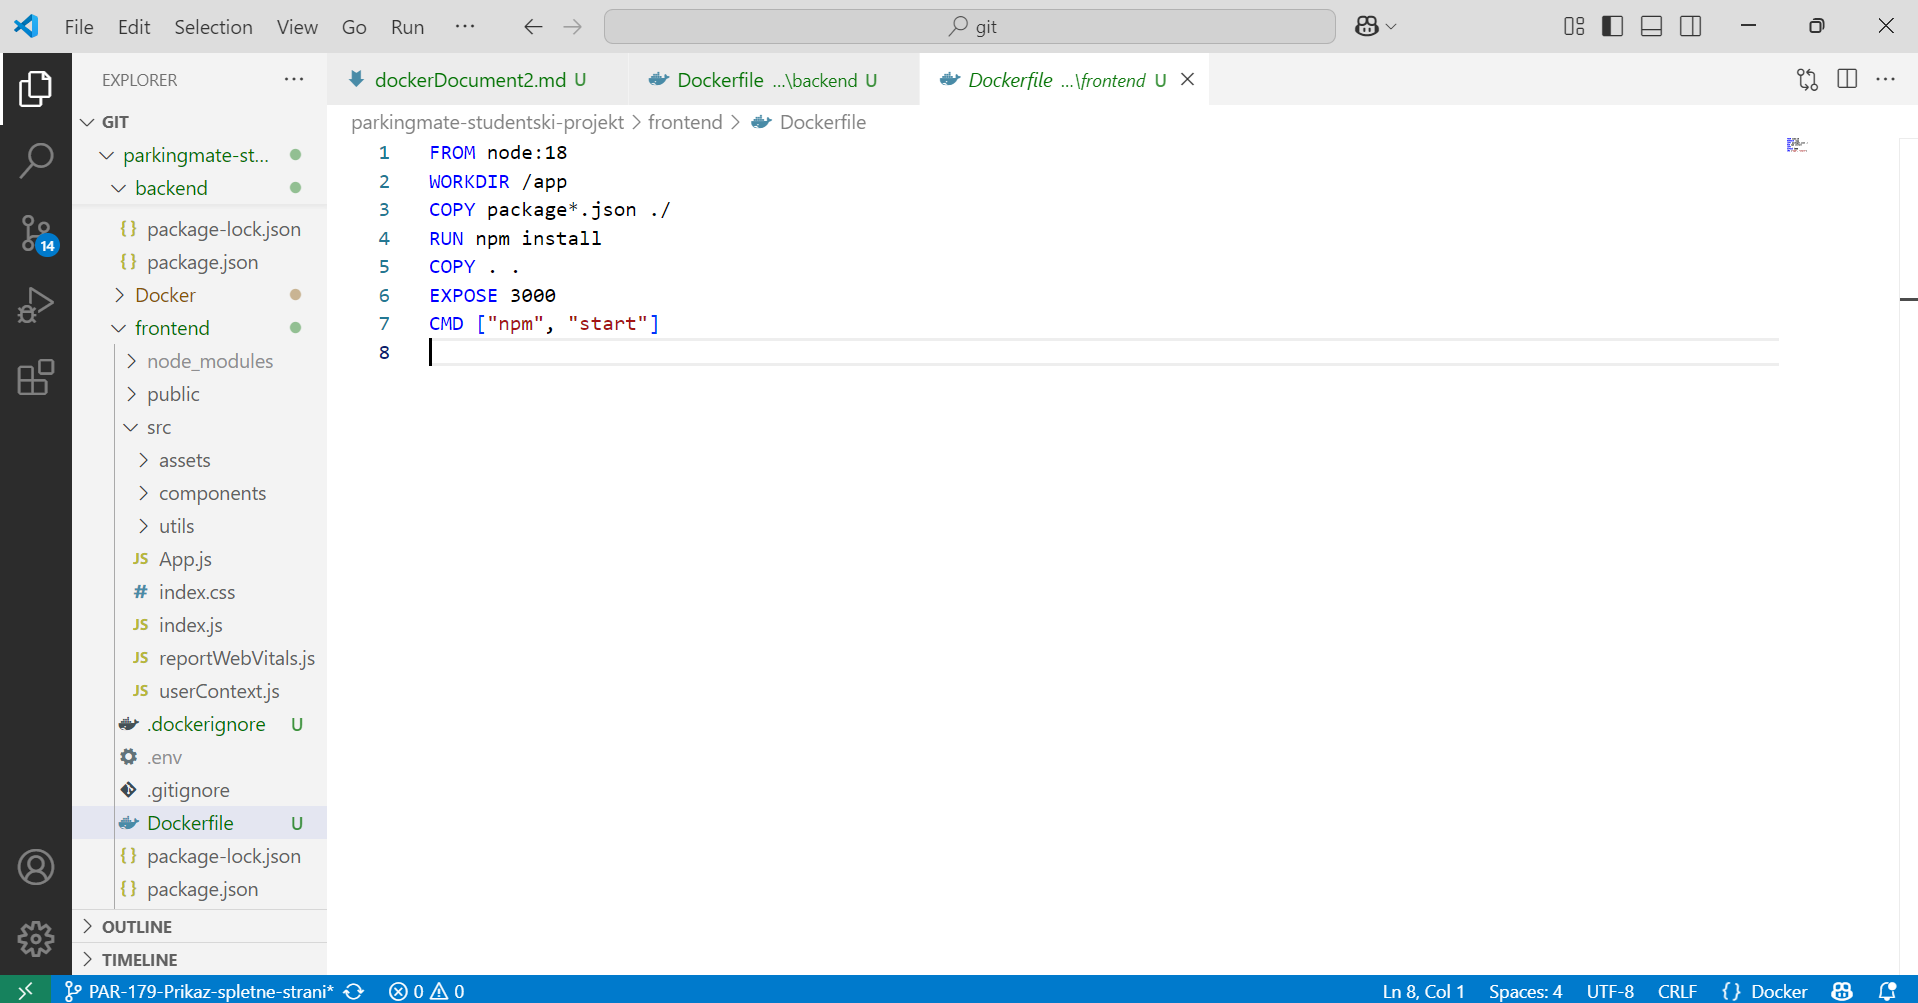 File Edit Selection View Go Run ···
git
EXPLORER ···
dockerDocument2.md U
Dockerfile ...\backend U
Dockerfile ...\frontend U
parkingmate-studentski-projekt > frontend > Dockerfile
GIT
parkingmate-st...
backend
{} package-lock.json
{} package.json
Docker
frontend
node_modules
public
src
assets
components
utils
JS App.js
# index.css
JS index.js
JS reportWebVitals.js
JS userContext.js
.dockerignore U
.env
.gitignore
Dockerfile U
{} package-lock.json
{} package.json
OUTLINE
TIMELINE
14
1 FROM node:18
2 WORKDIR /app
3 COPY package*.json ./
4 RUN npm install
5 COPY . .
6 EXPOSE 3000
7 CMD ["npm", "start"]
8
PAR-179-Prikaz-spletne-strani* 0 0
Ln 8, Col 1 Spaces: 4 UTF-8 CRLF {} Docker